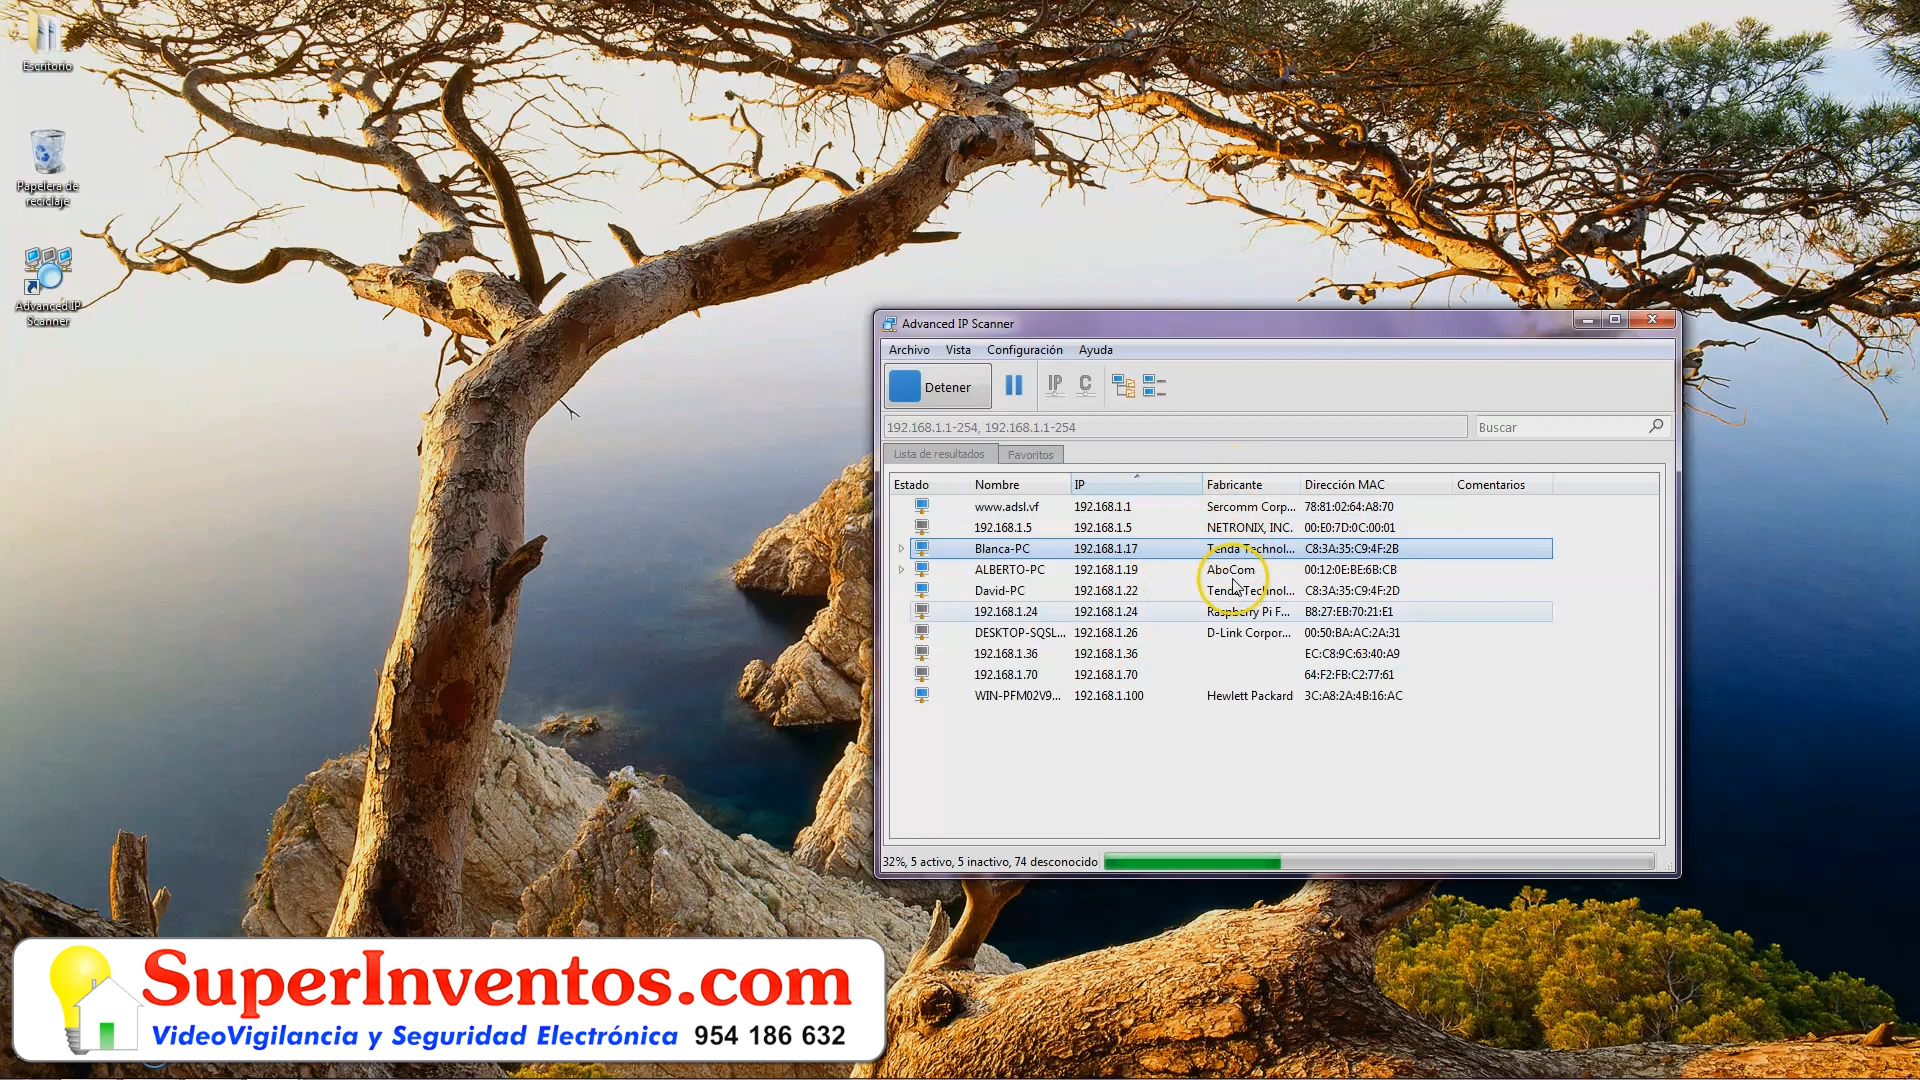 Escritorio
Papelera de
reciclaje
Advanced IP
Scanner
Advanced IP Scanner
Archivo Vista Configuración Ayuda
Detener IP C
192.168.1.1-254, 192.168.1.1-254 Buscar
Lista de resultados Favoritos
Estado Nombre IP Fabricante Dirección MAC Comentarios
www.adsl.vf 192.168.1.1 Sercomm Corp... 78:81:02:64:A8:70
192.168.1.5 192.168.1.5 NETRONIX, INC. 00:E0:7D:0C:00:01
Blanca-PC 192.168.1.17 Tenda Technol... C8:3A:35:C9:4F:2B
ALBERTO-PC 192.168.1.19 AboCom 00:12:0E:BE:6B:CB
David-PC 192.168.1.22 Tenda Technol... C8:3A:35:C9:4F:2D
192.168.1.24 192.168.1.24 Raspberry Pi F... B8:27:EB:70:21:E1
DESKTOP-SQSL... 192.168.1.26 D-Link Corpor... 00:50:BA:AC:2A:31
192.168.1.36 192.168.1.36 EC:C8:9C:63:40:A9
192.168.1.70 192.168.1.70 64:F2:FB:C2:77:61
WIN-PFM02V9... 192.168.1.100 Hewlett Packard 3C:A8:2A:4B:16:AC
32%, 5 activo, 5 inactivo, 74 desconocido
SuperInventos.com
VideoVigilancia y Seguridad Electrónica 954 186 632